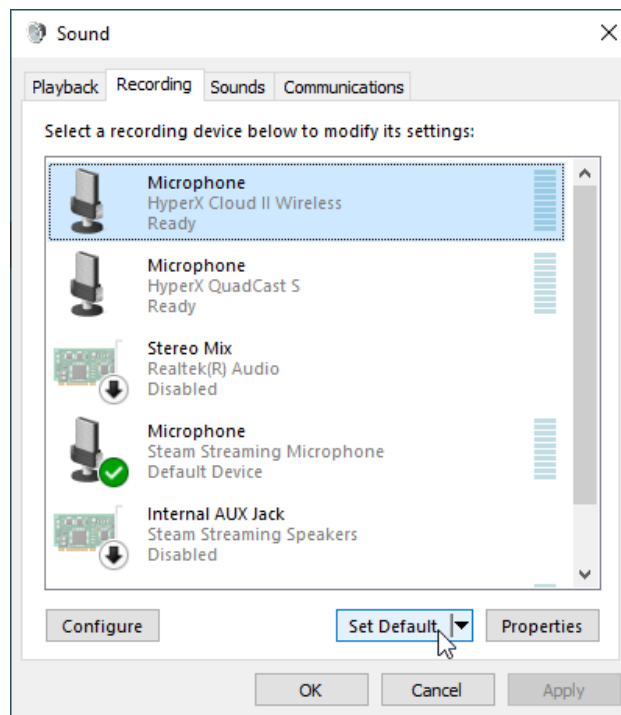 Sound
Playback Recording Sounds Communications
Select a recording device below to modify its settings:
Microphone
HyperX Cloud II Wireless
Ready
Microphone
HyperX QuadCast S
Ready
Stereo Mix
Realtek(R) Audio
Disabled
Microphone
Steam Streaming Microphone
Default Device
Internal AUX Jack
Steam Streaming Speakers
Disabled
Configure Set Default Properties
OK Cancel Apply